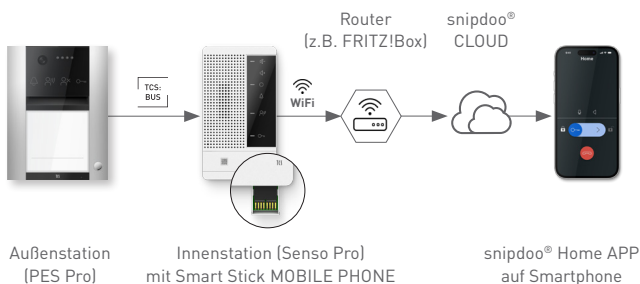 Router
(z.B. FRITZ!Box)
snipdoo®
CLOUD
Home
TCS:
BUS
WiFi
Außenstation
(PES Pro)
Innenstation (Senso Pro)
mit Smart Stick MOBILE PHONE
snipdoo® Home APP
auf Smartphone